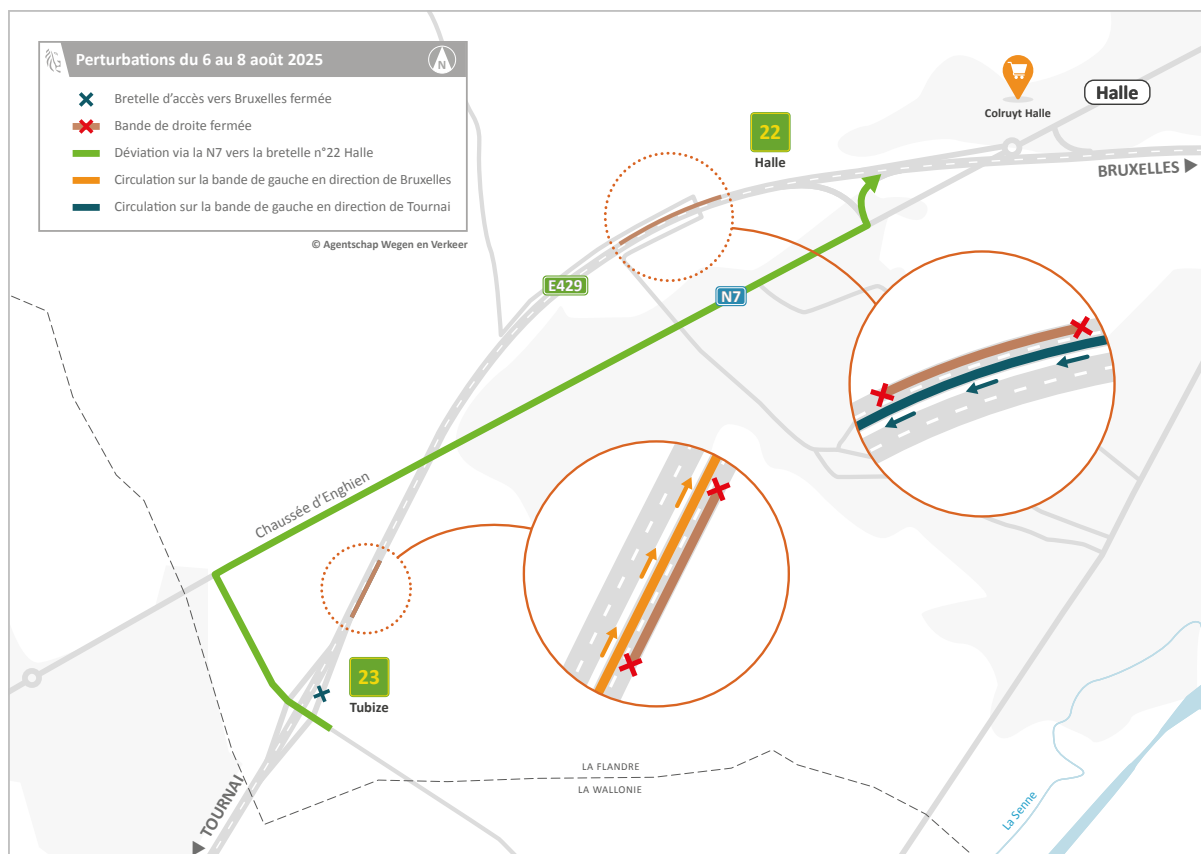 Perturbations du 6 au 8 août 2025
N
Bretelle d'accès vers Bruxelles fermée
Bande de droite fermée
Déviation via la N7 vers la bretelle n°22 Halle
Circulation sur la bande de gauche en direction de Bruxelles
Circulation sur la bande de gauche en direction de Tournai
© Agentschap Wegen en Verkeer
Colruyt Halle
Halle
22
Halle
BRUXELLES
E429
N7
Chaussée d'Enghien
23
Tubize
TOURNAI
LA FLANDRE
LA WALLONIE
La Senne